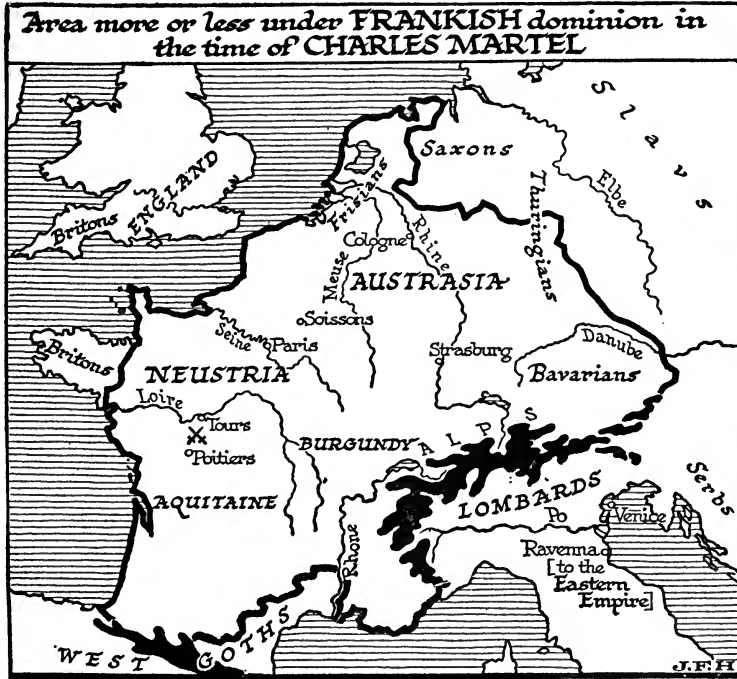 Area more or less under FRANKISH dominion in
the time of CHARLES MARTEL
Slavs
Saxons
Elbe
Thuringians
ENGLAND
Britons
Frisians
Rhine
Cologne
Meuse
AUSTRASIA
Soissons
Seine
Paris
Strasburg
Danube
Bavarians
Britons
NEUSTRIA
Loire
Tours
Poitiers
BURGUNDY
ALPS
AQUITAINE
LOMBARDS
Serbs
Po
Venice
Rhone
Ravenna
[to the
Eastern
Empire]
WEST GOTHS
J.F.H